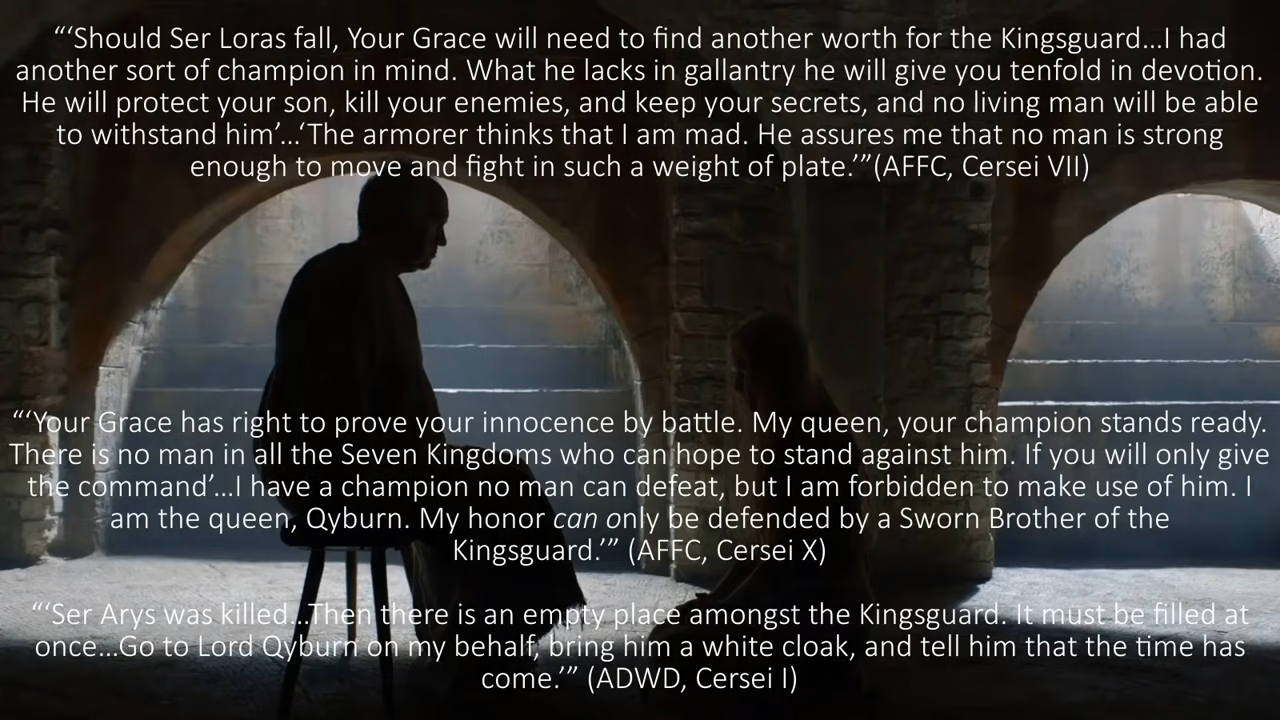 “‘Should Ser Loras fall, Your Grace will need to find another worth for the Kingsguard...I had
another sort of champion in mind. What he lacks in gallantry he will give you tenfold in devotion.
He will protect your son, kill your enemies, and keep your secrets, and no living man will be able
to withstand him’...‘The armorer thinks that I am mad. He assures me that no man is strong
enough to move and fight in such a weight of plate.’”(AFFC, Cersei VII)
“‘Your Grace has right to prove your innocence by battle. My queen, your champion stands ready.
There is no man in all the Seven Kingdoms who can hope to stand against him. If you will only give
the command’...I have a champion no man can defeat, but I am forbidden to make use of him. I
am the queen, Qyburn. My honor can only be defended by a Sworn Brother of the
Kingsguard.’” (AFFC, Cersei X)
“‘Ser Arys was killed...Then there is an empty place amongst the Kingsguard. It must be filled at
once...Go to Lord Qyburn on my behalf, bring him a white cloak, and tell him that the time has
come.’” (ADWD, Cersei I)